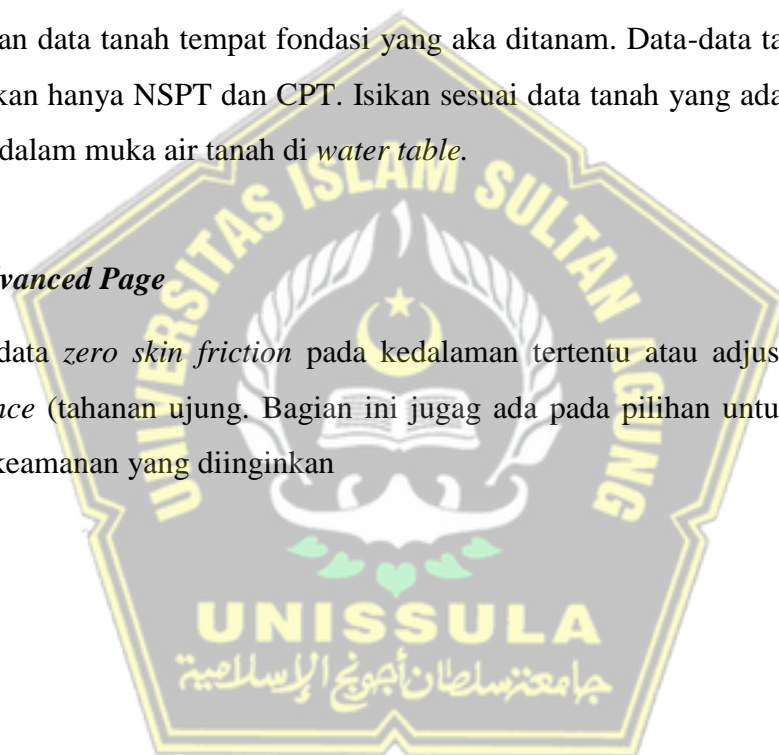 an data tanah tempat fondasi yang aka ditanam. Data-data ta
kan hanya NSPT dan CPT. Isikan sesuai data tanah yang ada
dalam muka air tanah di water table.
vanced Page
data zero skin friction pada kedalaman tertentu atau adjus
nce (tahanan ujung. Bagian ini jugag ada pada pilihan untu
keamanan yang diinginkan
UNIVERSITAS ISLAM SULTAN AGUNG
UNISSULA
جامعتنسلطان أجونج الإسلامية